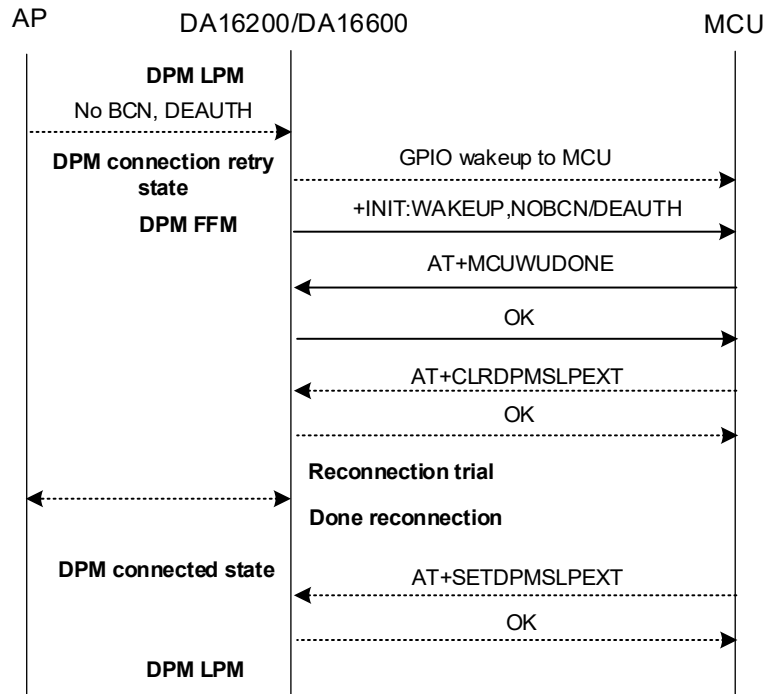 AP DA16200/DA16600 MCU
DPM LPM
No BCN, DEAUTH
DPM connection retry
state
GPIO wakeup to MCU
+INIT:WAKEUP,NOBCN/DEAUTH
DPM FFM
AT+MCUWUDONE
OK
AT+CLRDPMSLPEXT
OK
Reconnection trial
Done reconnection
DPM connected state
AT+SETDPMSLPEXT
OK
DPM LPM